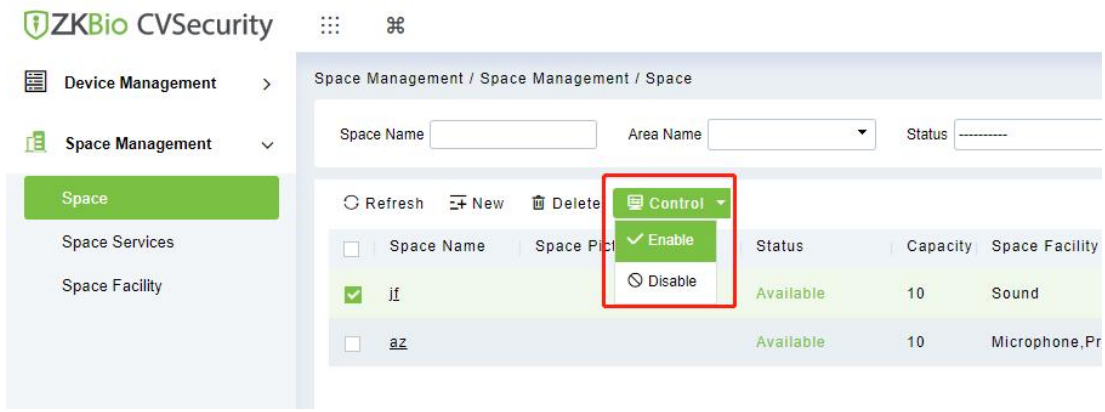 ZKBio CVSecurity
Device Management
Space Management / Space Management / Space
Space Management
Space Name
Area Name
Status ----------
Space
Refresh New Delete Control
Space Services
Enable
Space Name Status Capacity Space Facility
Space Facility
Disable
jf Available 10 Sound
az Available 10 Microphone,Pr